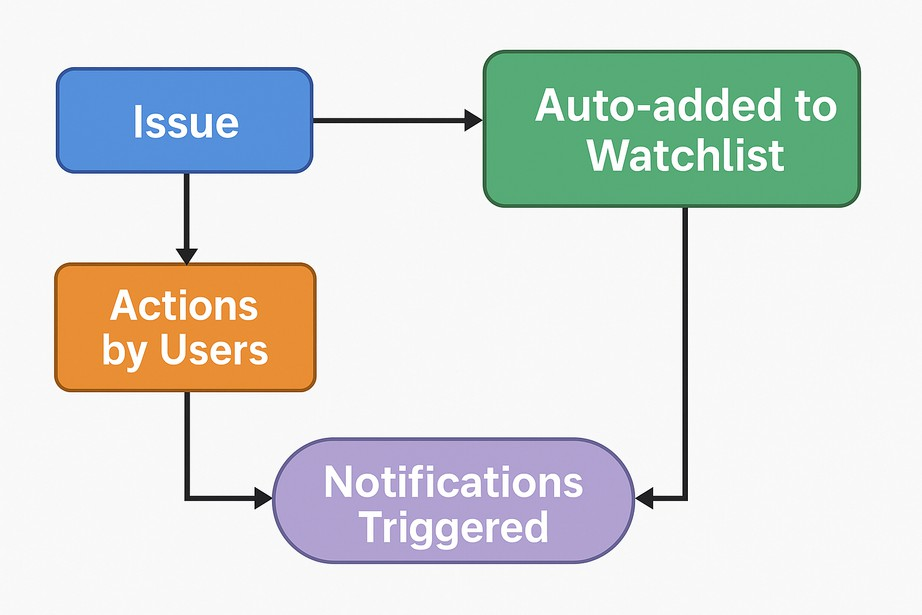 Issue
Auto-added to
Watchlist
Actions
by Users
Notifications
Triggered